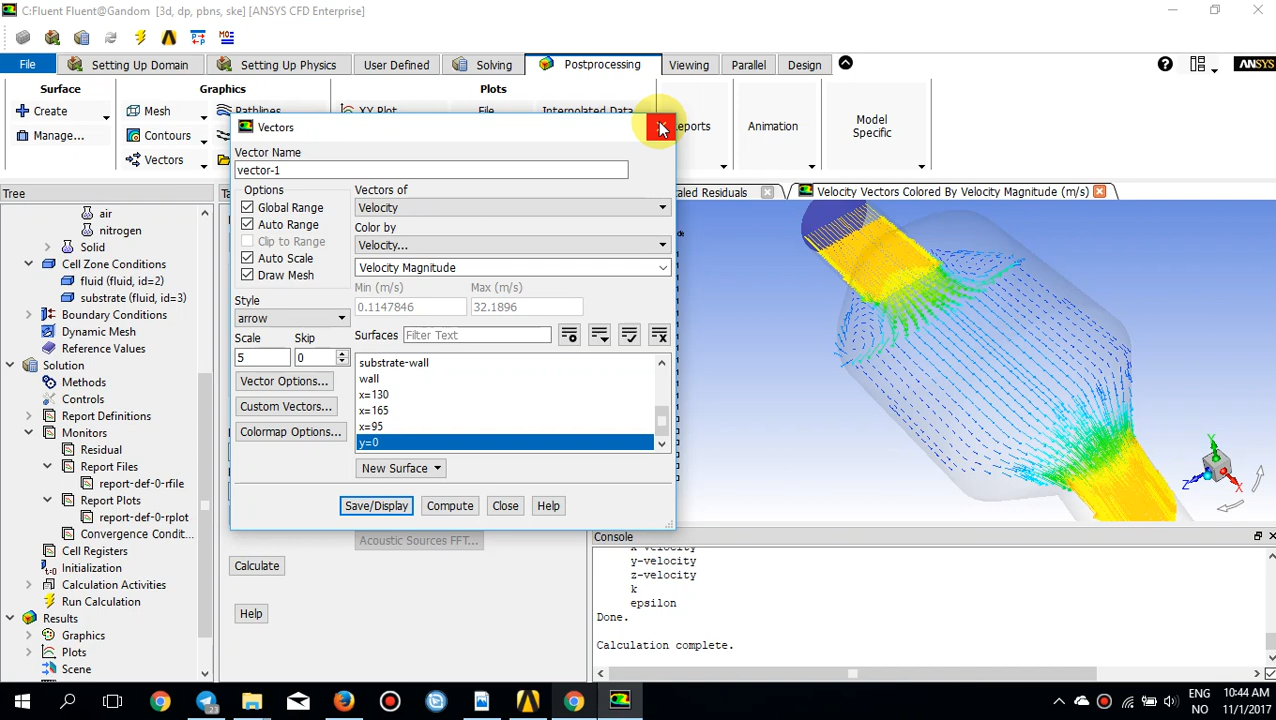 C:Fluent Fluent@Gandom [3d, dp, pbns, ske] [ANSYS CFD Enterprise]
File
Setting Up Domain
Setting Up Physics
User Defined
Solving
Postprocessing
Viewing
Parallel
Design
ANSYS
Surface
Graphics
Plots
Create
Manage...
Mesh
Contours
Vectors
Pathlines
XY Plot
File
Interpolated Data
Reports
Animation
Model
Specific
Tree
Scaled Residuals
Velocity Vectors Colored By Velocity Magnitude (m/s)
air
nitrogen
Solid
Cell Zone Conditions
fluid (fluid, id=2)
substrate (fluid, id=3)
Boundary Conditions
Dynamic Mesh
Reference Values
Solution
Methods
Controls
Report Definitions
Monitors
Residual
Report Files
report-def-0-rfile
Report Plots
report-def-0-rplot
Convergence Condit...
Cell Registers
Initialization
Calculation Activities
Run Calculation
Results
Graphics
Plots
Scene
Vectors
Vector Name
vector-1
Options
Global Range
Auto Range
Clip to Range
Auto Scale
Draw Mesh
Style
arrow
Scale
Skip
5
0
Vector Options...
Custom Vectors...
Colormap Options...
Vectors of
Velocity
Color by
Velocity...
Velocity Magnitude
Min (m/s)
Max (m/s)
0.1147846
32.1896
Surfaces
Filter Text
substrate-wall
wall
x=130
x=165
x=95
y=0
New Surface
Save/Display
Compute
Close
Help
Acoustic Sources FFT...
Calculate
Help
Y
Z
X
Console
x-velocity
y-velocity
z-velocity
k
epsilon
Done.
Calculation complete.
23
ENG
NO
10:44 AM
11/1/2017